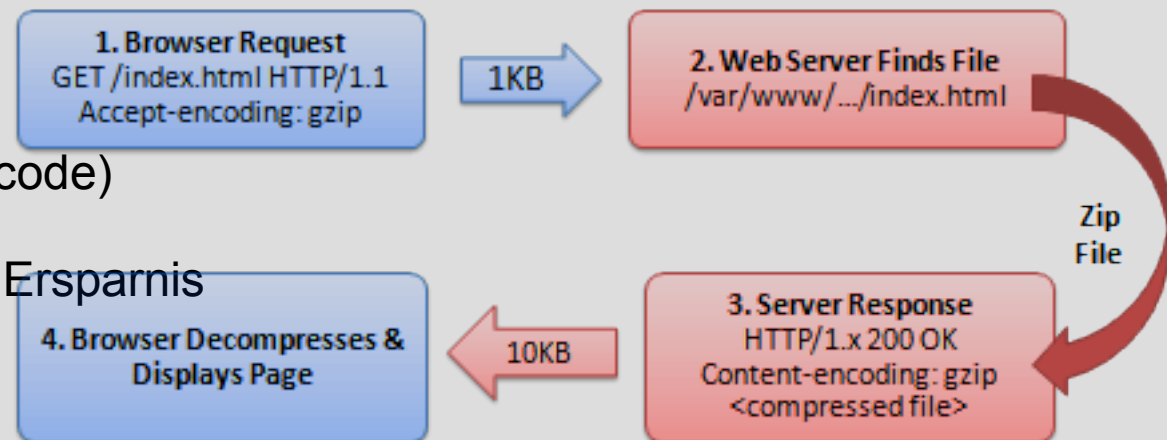 1. Browser Request
GET /index.html HTTP/1.1
Accept-encoding: gzip
1KB
2. Web Server Finds File
/var/www/.../index.html
code)
Zip
File
Ersparnis
3. Server Response
HTTP/1.x 200 OK
Content-encoding: gzip
<compressed file>
10KB
4. Browser Decompresses &
Displays Page